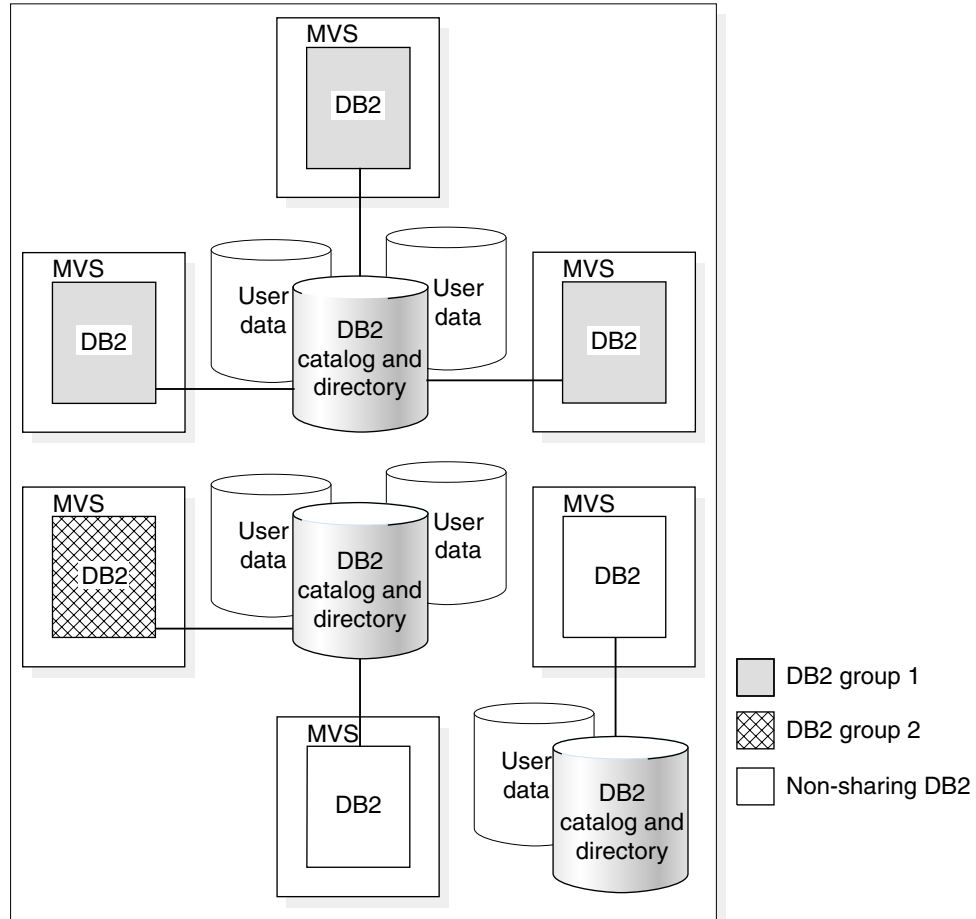 MVS
DB2
MVS
DB2
User
data
User
data
DB2
catalog and
directory
MVS
DB2
MVS
DB2
User
data
User
data
DB2
catalog and
directory
MVS
DB2
MVS
DB2
User
data
DB2
catalog and
directory
DB2 group 1
DB2 group 2
Non-sharing DB2